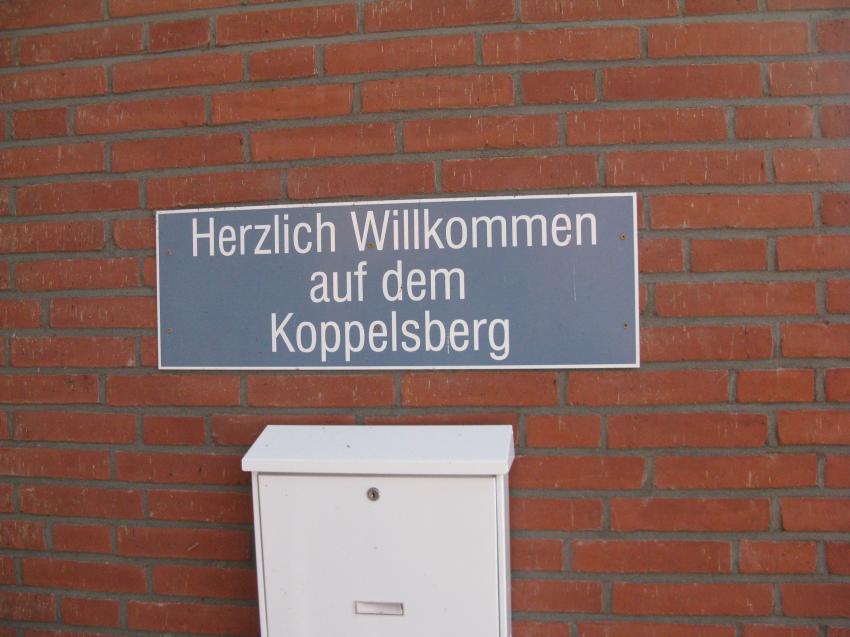 Herzlich Willkommen
auf dem
Koppelsberg